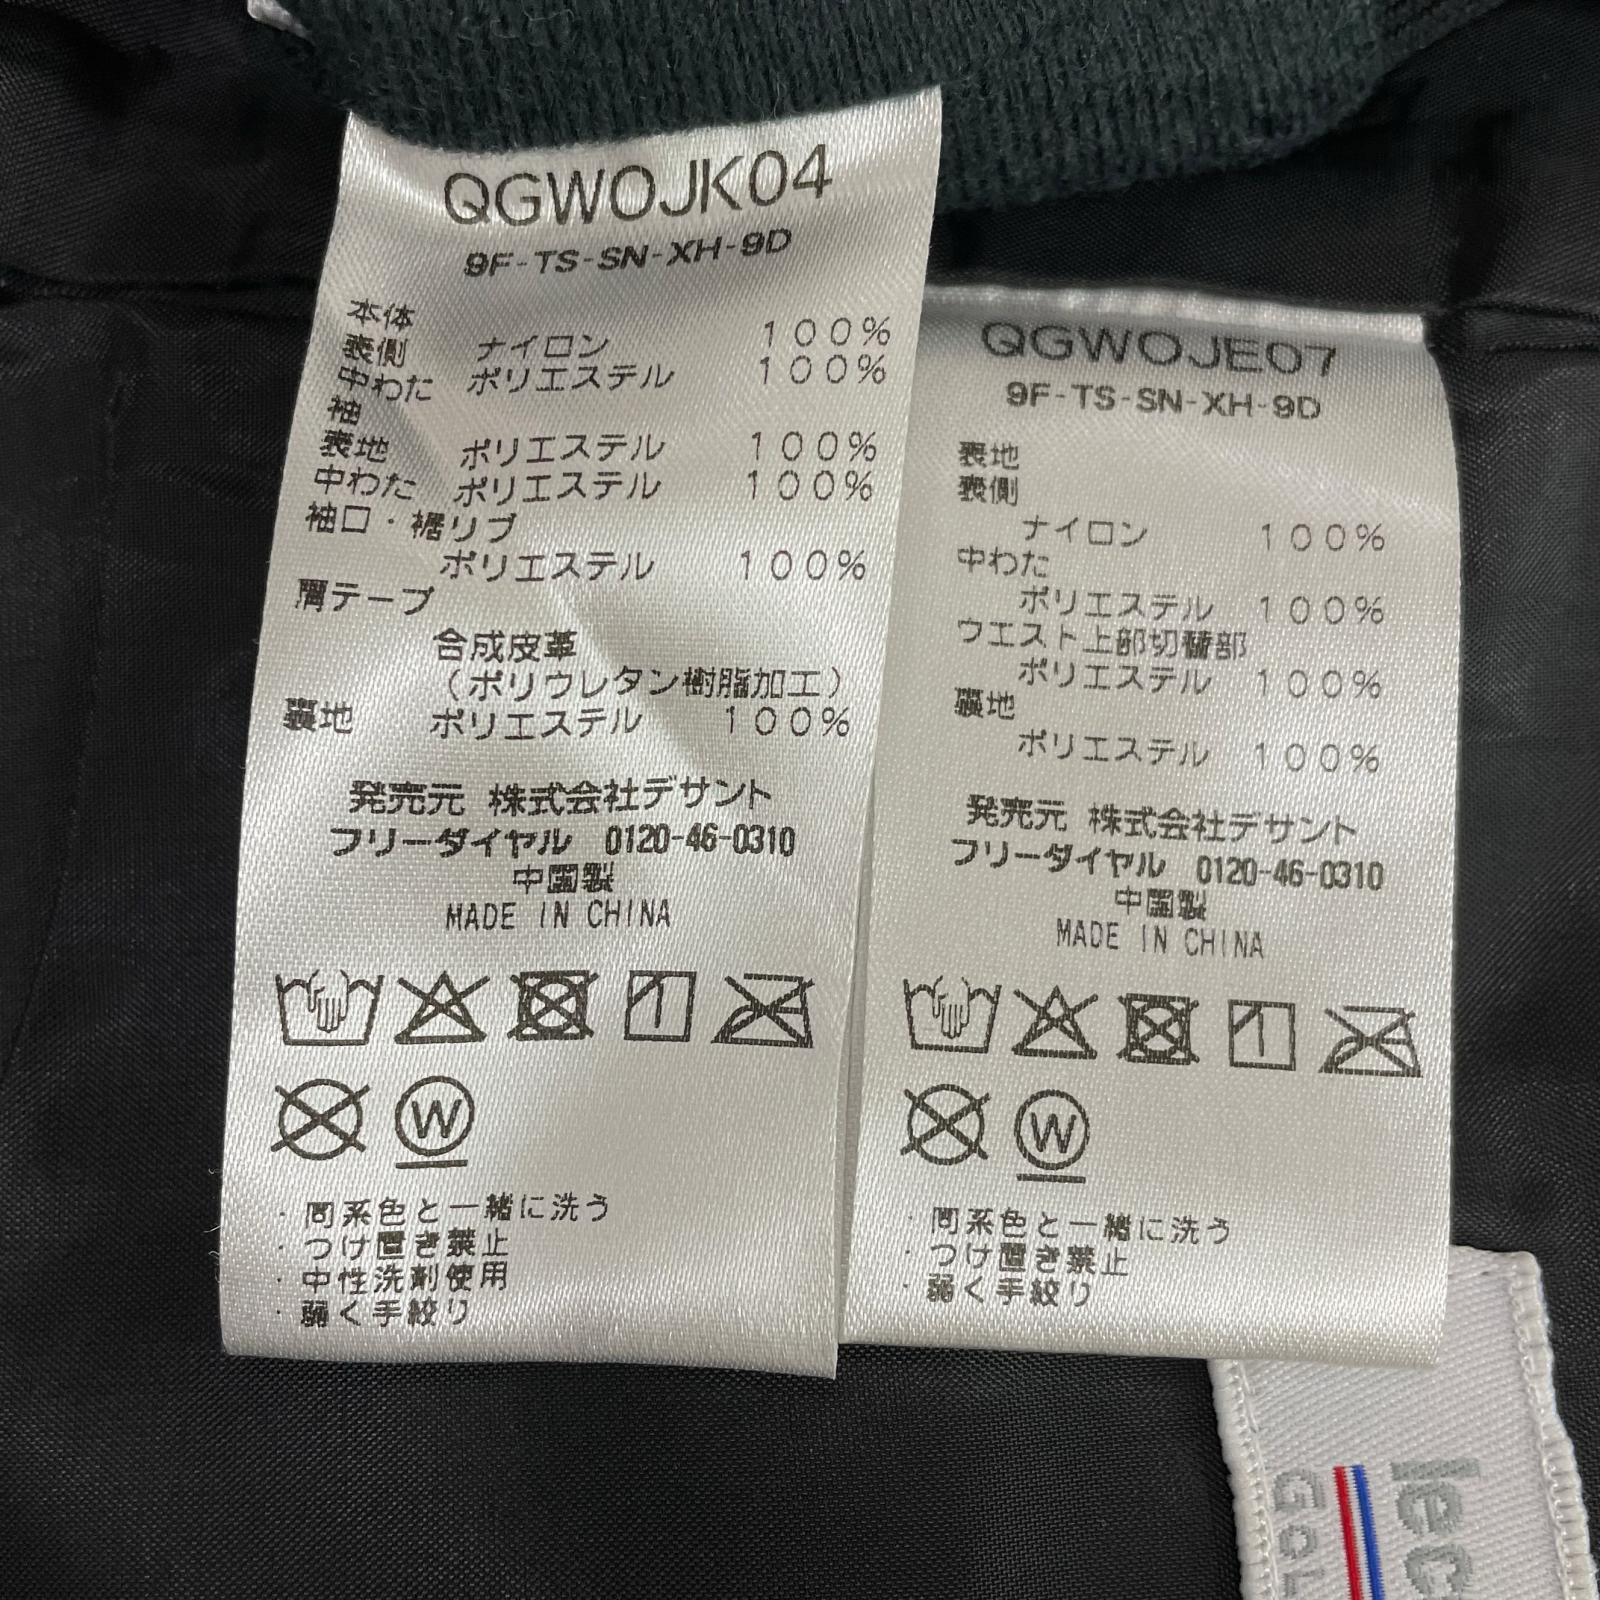 QGWOJK04
9F-TS-SN-XH-9D
本体
表側 ナイロン 100%
中わた ポリエステル 100%
袖
表地 ポリエステル 100%
中わた ポリエステル 100%
袖口・裾リブ
ポリエステル 100%
肩テープ
合成皮革
(ポリウレタン樹脂加工)
裏地 ポリエステル 100%
発売元 株式会社デサント
フリーダイヤル 0120-46-0310
中国製
MADE IN CHINA
W
・同系色と一緒に洗う
・つけ置き禁止
・中性洗剤使用
・弱く手絞り
QGWOJE07
9F-TS-SN-XH-9D
表地
表側
ナイロン 100%
中わた
ポリエステル 100%
ウエスト上部切替部
ポリエステル 100%
裏地
ポリエステル 100%
発売元 株式会社デサント
フリーダイヤル 0120-46-0310
中国製
MADE IN CHINA
W
・同系色と一緒に洗う
・つけ置き禁止
・弱く手絞り
lec
GOL